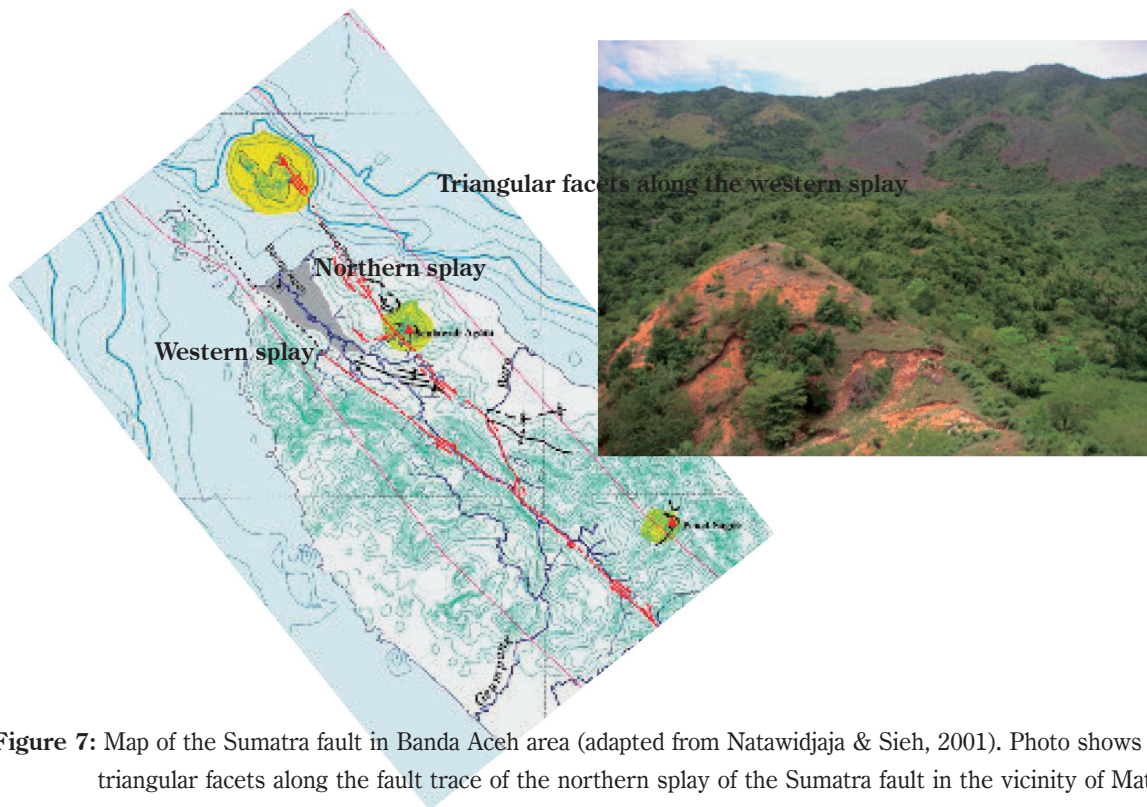 Triangular facets along the western splay
Northern splay
Western splay
Figure 7: Map of the Sumatra fault in Banda Aceh area (adapted from Natawidjaja & Sieh, 2001). Photo shows
triangular facets along the fault trace of the northern splay of the Sumatra fault in the vicinity of Mat